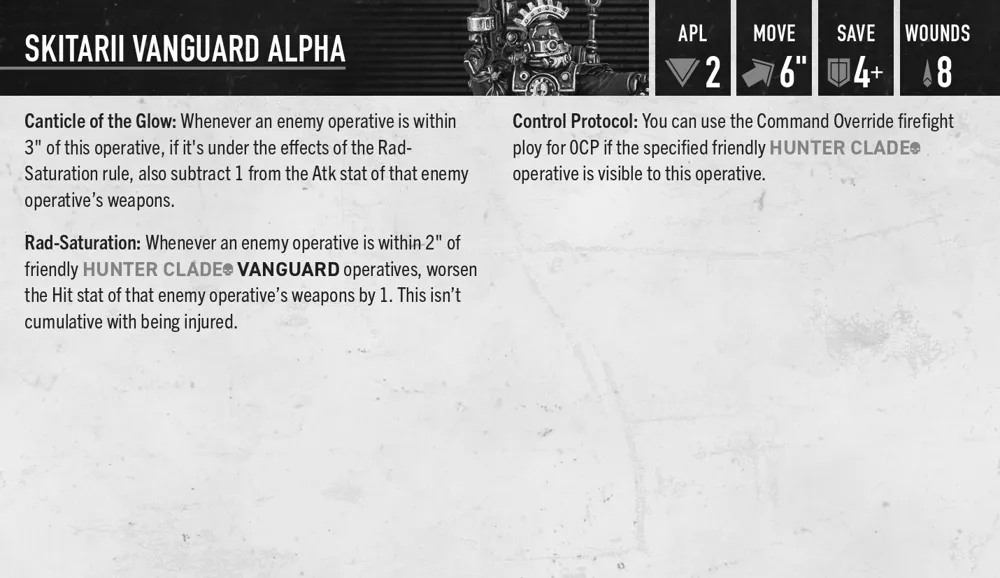 SKITARII VANGUARD ALPHA
APL
2
MOVE
6"
SAVE
4+
WOUNDS
8
Canticle of the Glow: Whenever an enemy operative is within
3" of this operative, if it's under the effects of the Rad-
Saturation rule, also subtract 1 from the Atk stat of that enemy
operative's weapons.
Rad-Saturation: Whenever an enemy operative is within 2" of
friendly HUNTER CLADE VANGUARD operatives, worsen
the Hit stat of that enemy operative's weapons by 1. This isn't
cumulative with being injured.
Control Protocol: You can use the Command Override firefight
ploy for 0CP if the specified friendly HUNTER CLADE
operative is visible to this operative.